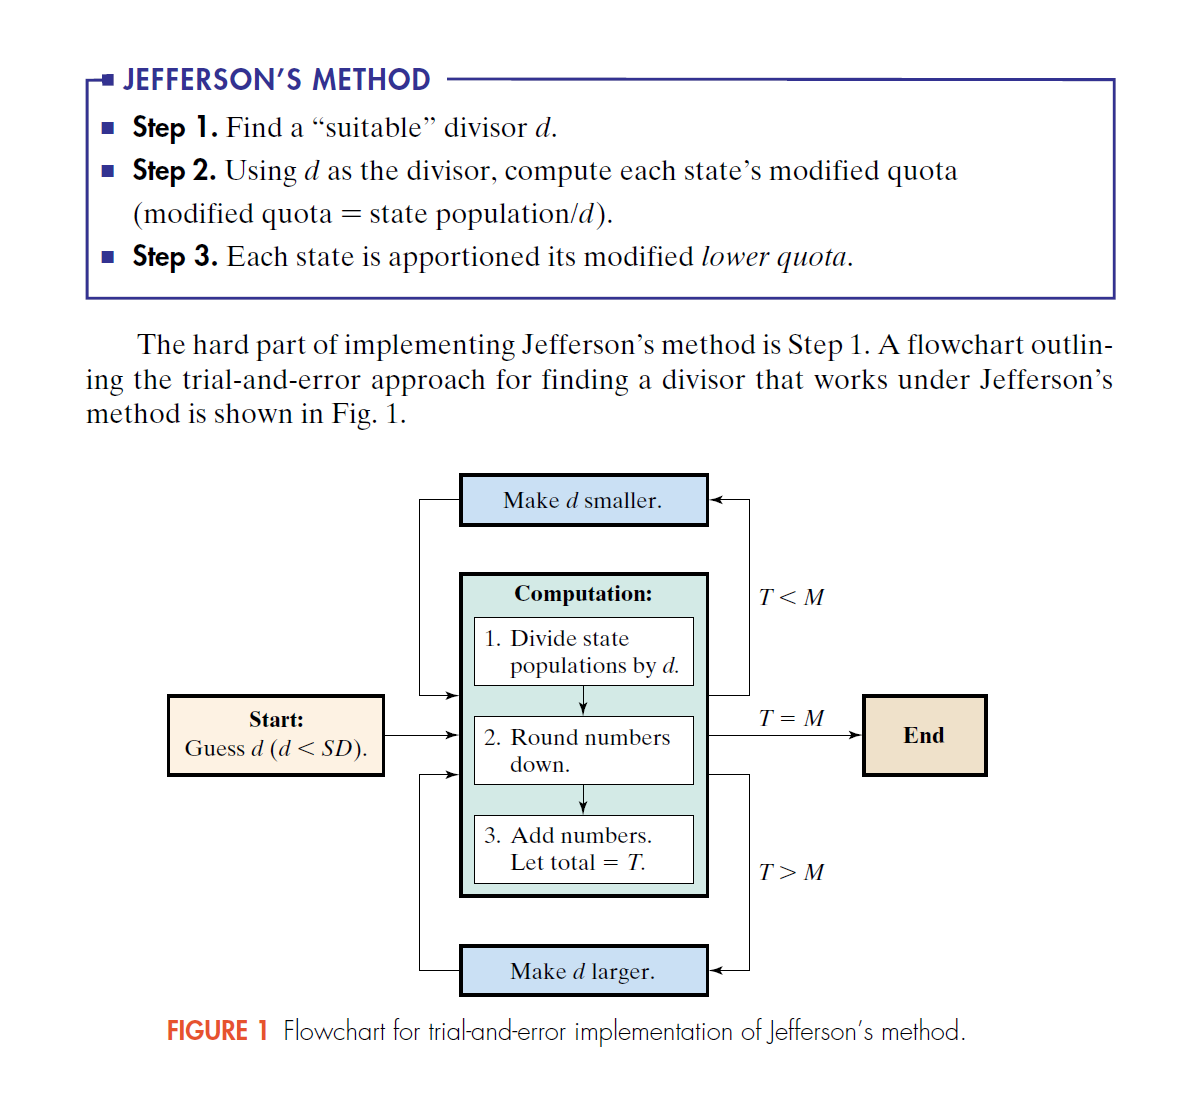 JEFFERSON’S METHOD
▪ Step 1. Find a “suitable” divisor d.
▪ Step 2. Using d as the divisor, compute each state’s modified quota
(modified quota = state population/d).
▪ Step 3. Each state is apportioned its modified lower quota.
The hard part of implementing Jefferson’s method is Step 1. A flowchart outlin-
ing the trial-and-error approach for finding a divisor that works under Jefferson’s
method is shown in Fig. 1.
Make d smaller.
T < M
Computation:
1. Divide state
populations by d.
Start:
Guess d (d < SD).
2. Round numbers
down.
T = M
End
3. Add numbers.
Let total = T.
T > M
Make d larger.
FIGURE 1 Flowchart for trial-and-error implementation of Jefferson’s method.